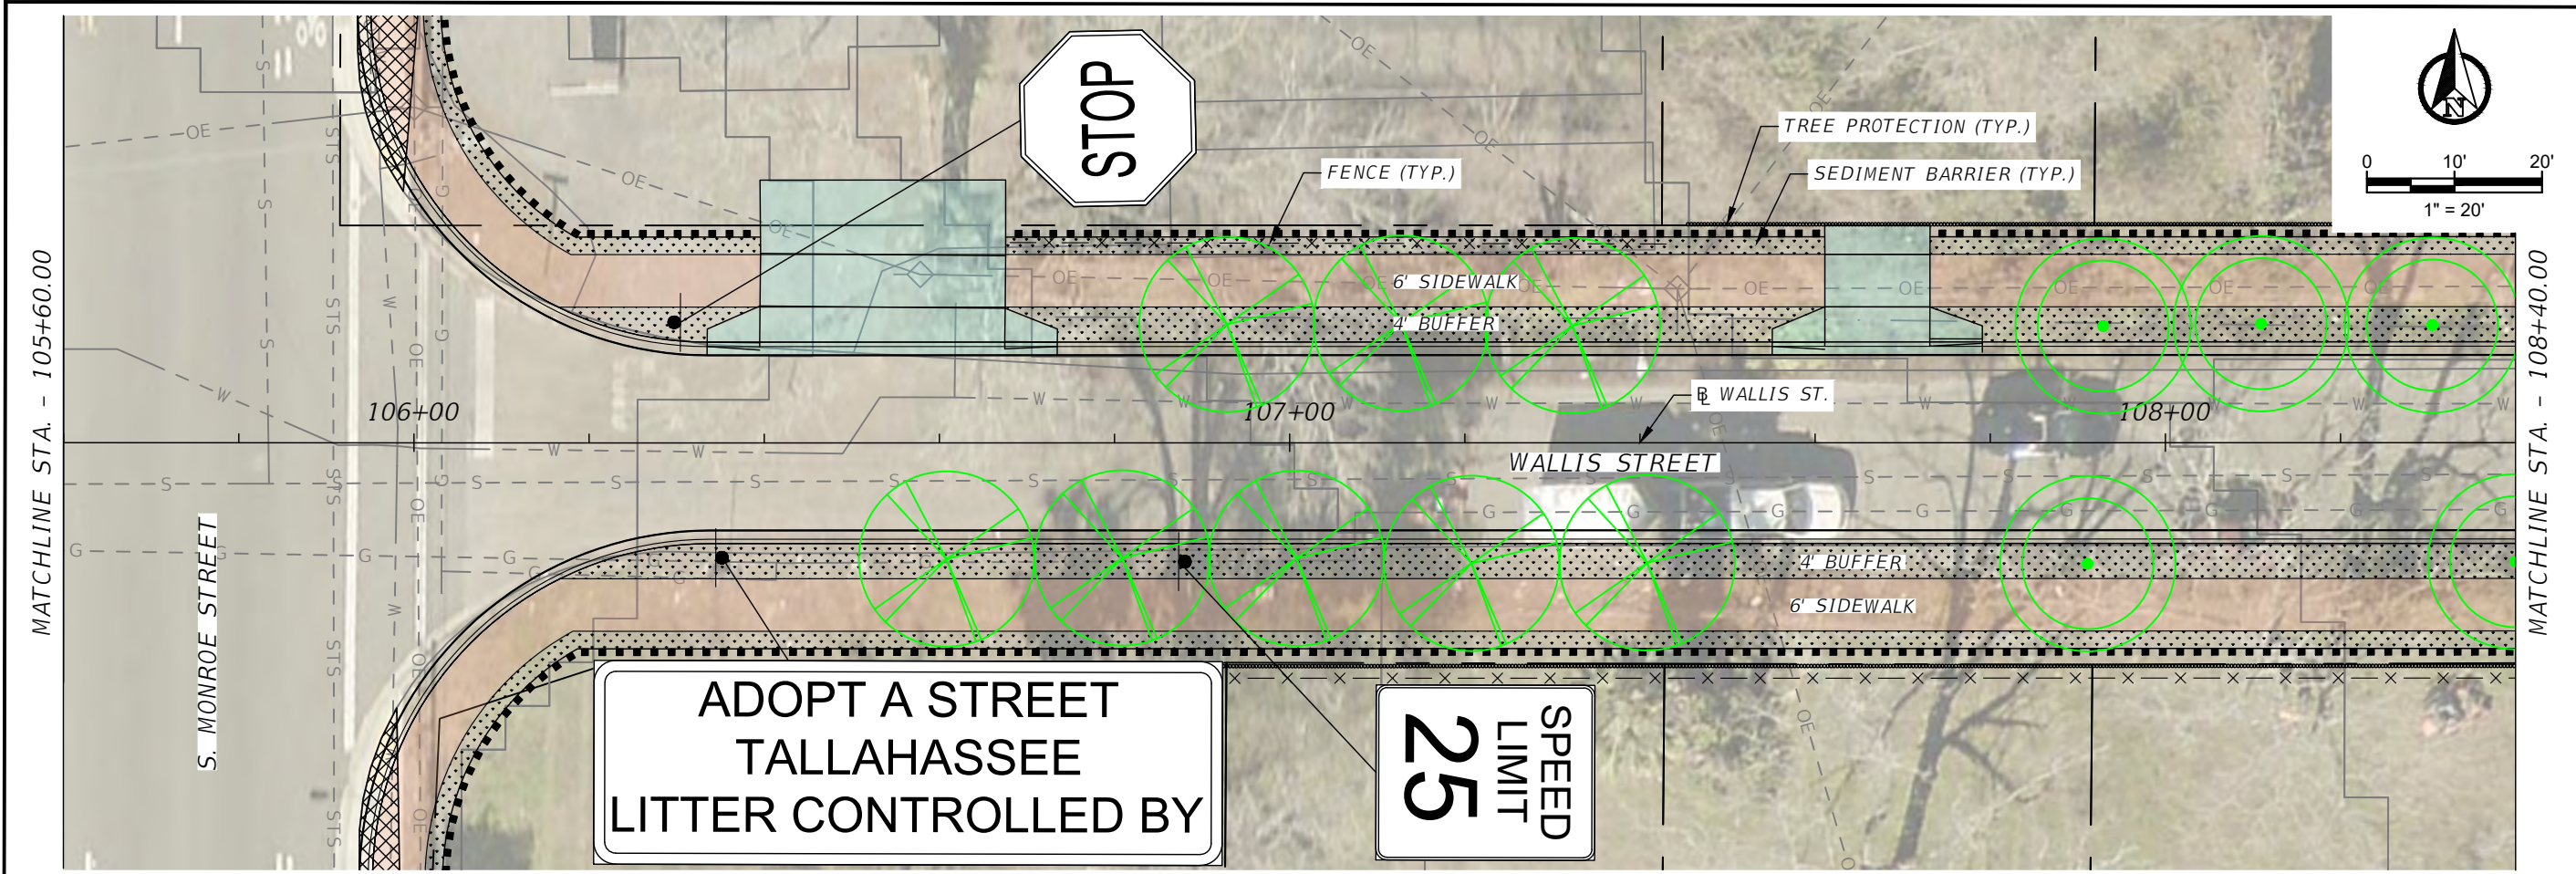 STOP
TREE PROTECTION (TYP.)
SEDIMENT BARRIER (TYP.)
FENCE (TYP.)
N
0 10' 20'
1" = 20'
MATCHLINE STA. - 105+60.00
MATCHLINE STA. - 108+40.00
6' SIDEWALK
4' BUFFER
106+00
107+00
108+00
BL WALLIS ST.
WALLIS STREET
S. MONROE STREET
4' BUFFER
6' SIDEWALK
ADOPT A STREET
TALLAHASSEE
LITTER CONTROLLED BY
SPEED
LIMIT
25